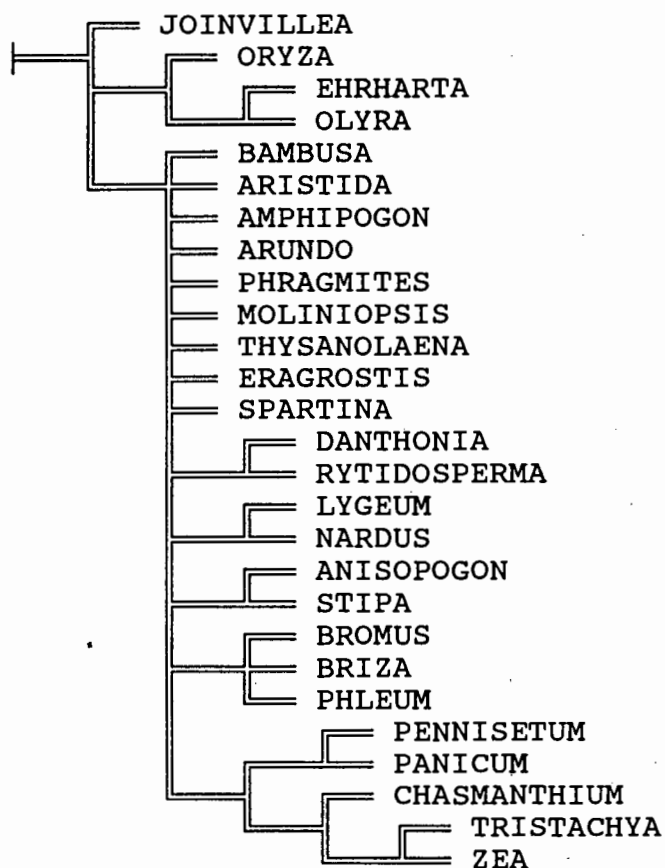 JOINVILLEA
ORYZA
EHRHARTA
OLYRA
BAMBUSA
ARISTIDA
AMPHIPOGON
ARUNDO
PHRAGMITES
MOLINIOPSIS
THYSANOLAENA
ERAGROSTIS
SPARTINA
DANTHONIA
RYTIDOSPERMA
LYGEUM
NARDUS
ANISOPOGON
STIPA
BROMUS
BRIZA
PHLEUM
PENNISETUM
PANICUM
CHASMANTHIUM
TRISTACHYA
ZEA